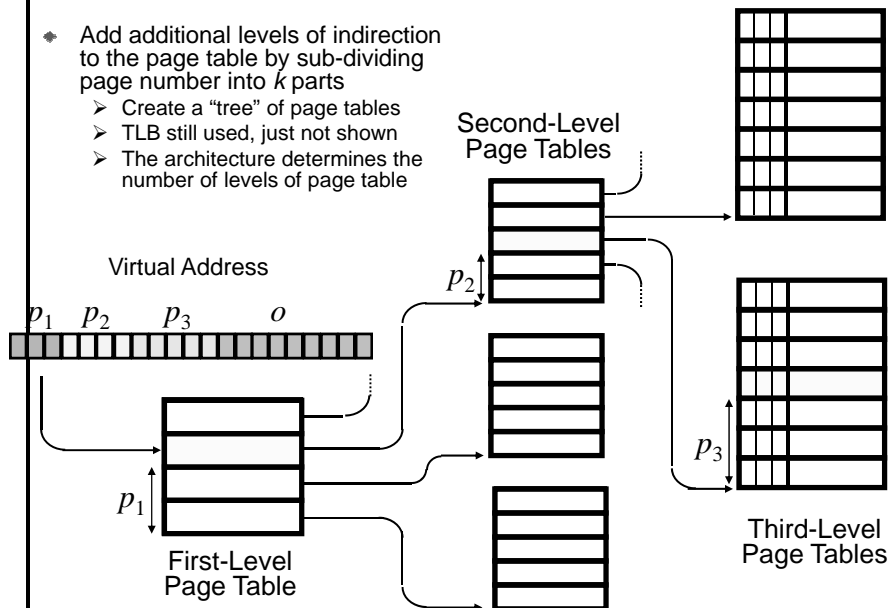 Add additional levels of indirection
to the page table by sub-dividing
page number into k parts
➢ Create a “tree” of page tables
➢ TLB still used, just not shown
➢ The architecture determines the
number of levels of page table
Second-Level
Page Tables
Virtual Address
p1 p2 p3 o
p2
p1
p3
First-Level
Page Table
Third-Level
Page Tables